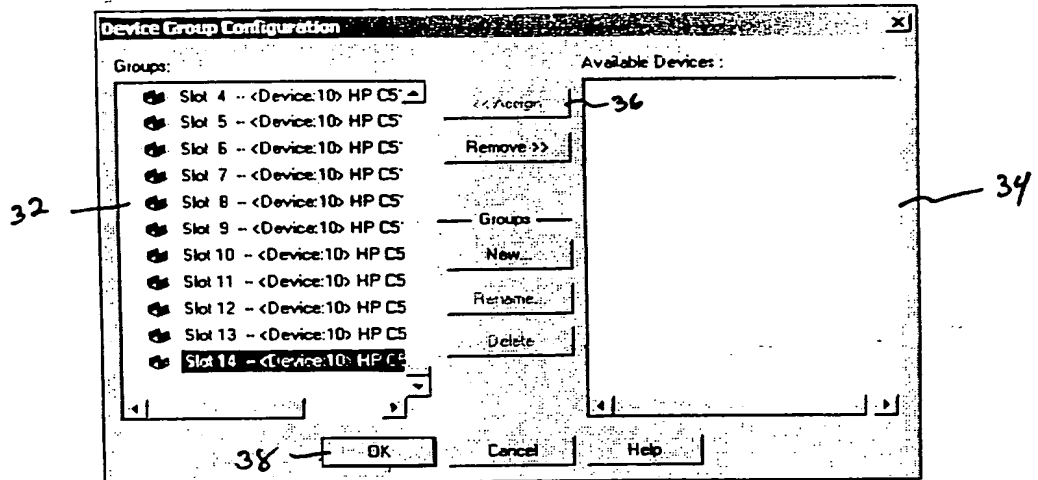 Device Group Configuration
Groups:
Available Devices :
Slot 4 -- <Device:10> HP C5
Slot 5 -- <Device:10> HP C5
Slot 6 -- <Device:10> HP C5
Slot 7 -- <Device:10> HP C5
Slot 8 -- <Device:10> HP C5
Slot 9 -- <Device:10> HP C5
Slot 10 -- <Device:10> HP C5
Slot 11 -- <Device:10> HP C5
Slot 12 -- <Device:10> HP C5
Slot 13 -- <Device:10> HP C5
Slot 14 -- <Device:10> HP C5
<< Assign
Remove >>
Groups
New...
Rename...
Delete
OK
Cancel
Help
32
34
36
38